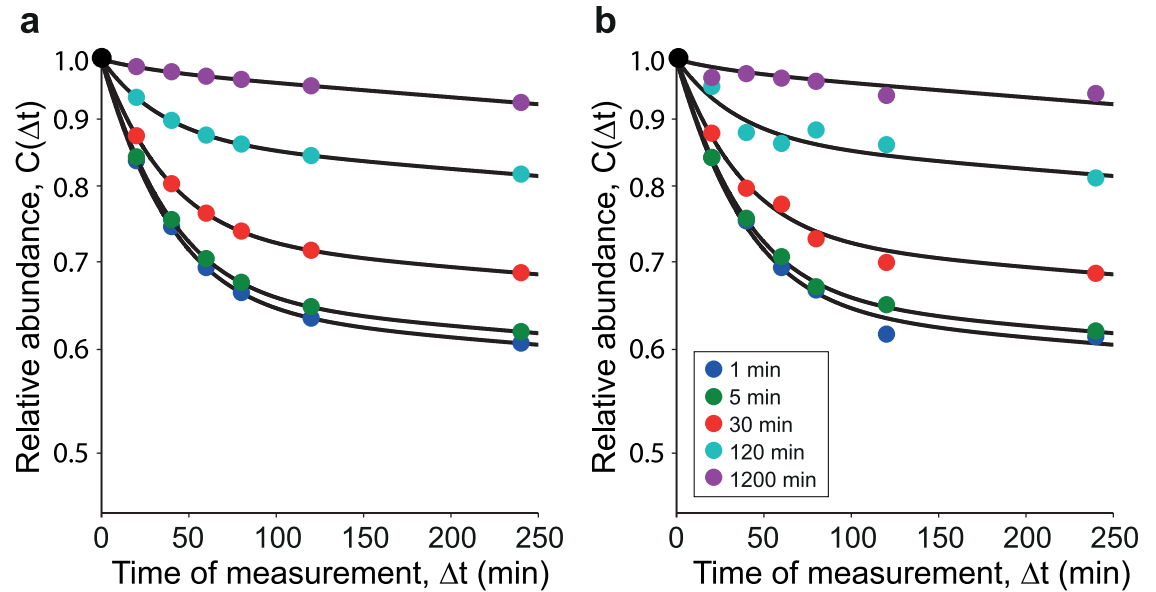 a
Relative abundance, C(Δt)
1.0
0.9
0.8
0.7
0.6
0.5
0
50
100
150
200
250
Time of measurement, Δt (min)
b
Relative abundance, C(Δt)
1.0
0.9
0.8
0.7
0.6
0.5
1 min
5 min
30 min
120 min
1200 min
0
50
100
150
200
250
Time of measurement, Δt (min)